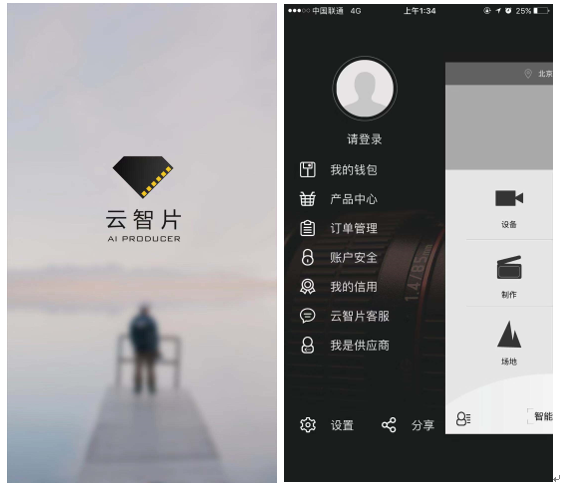 云智片
AI PRODUCER
中国联通 4G
上午1:34
25%
北京
请登录
我的钱包
产品中心
订单管理
账户安全
我的信用
云智片客服
我是供应商
设置
分享
1.4/85
设备
制作
场地
智能